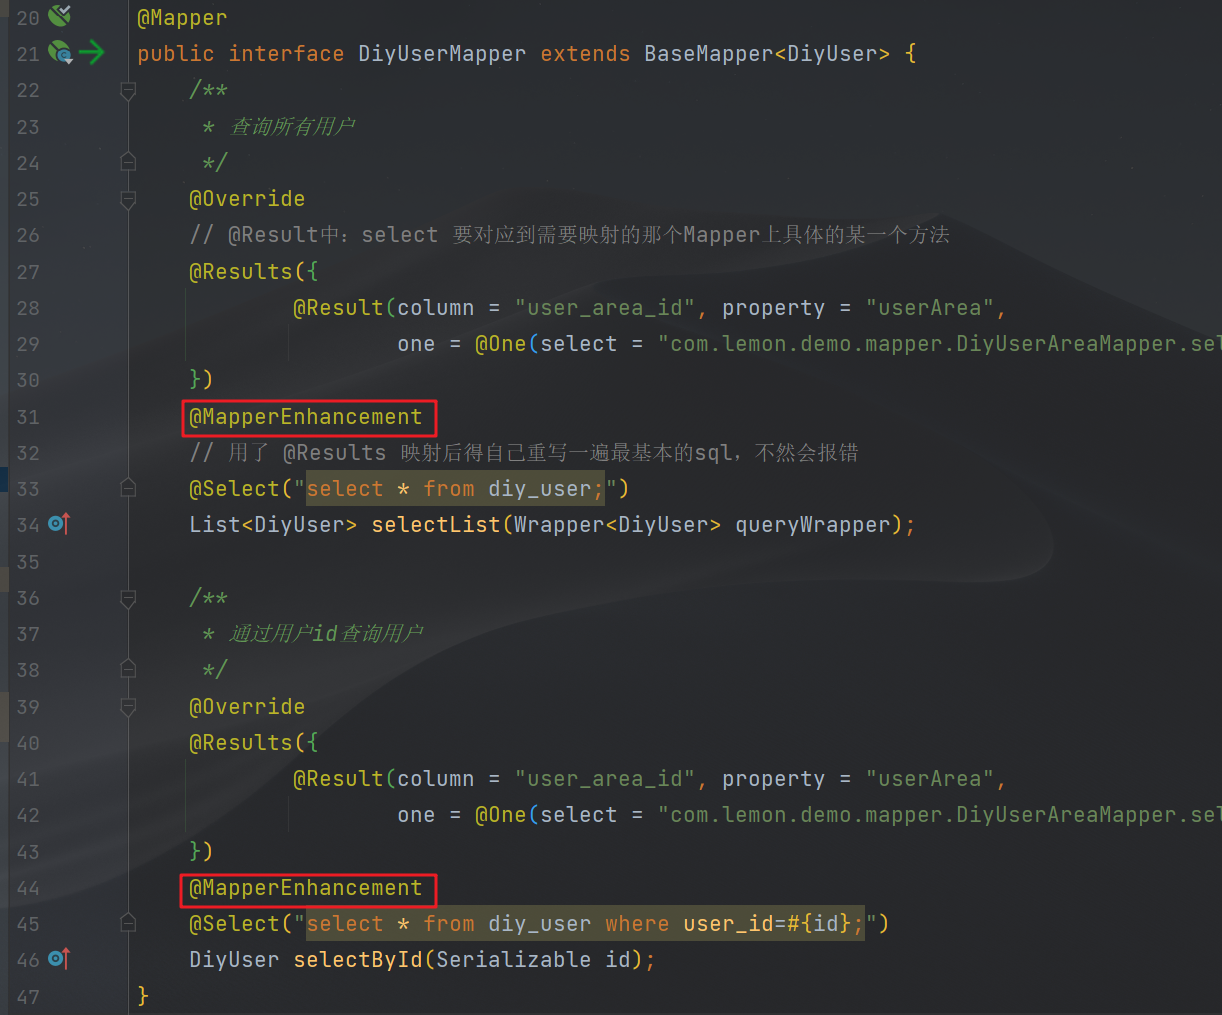 20 @Mapper
21 public interface DiyUserMapper extends BaseMapper<DiyUser> {
22 /**
23 * 查询所有用户
24 */
25 @Override
26 // @Result中：select 要对应到需要映射的那个Mapper上具体的某一个方法
27 @Results({
28 @Result(column = "user_area_id", property = "userArea",
29 one = @One(select = "com.lemon.demo.mapper.DiyUserAreaMapper.sel
30 })
31 @MapperEnhancement
32 // 用了 @Results 映射后得自己重写一遍最基本的sql，不然会报错
33 @Select("select * from diy_user;")
34 List<DiyUser> selectList(Wrapper<DiyUser> queryWrapper);
35
36 /**
37 * 通过用户id查询用户
38 */
39 @Override
40 @Results({
41 @Result(column = "user_area_id", property = "userArea",
42 one = @One(select = "com.lemon.demo.mapper.DiyUserAreaMapper.sel
43 })
44 @MapperEnhancement
45 @Select("select * from diy_user where user_id=#{id};")
46 DiyUser selectById(Serializable id);
47 }